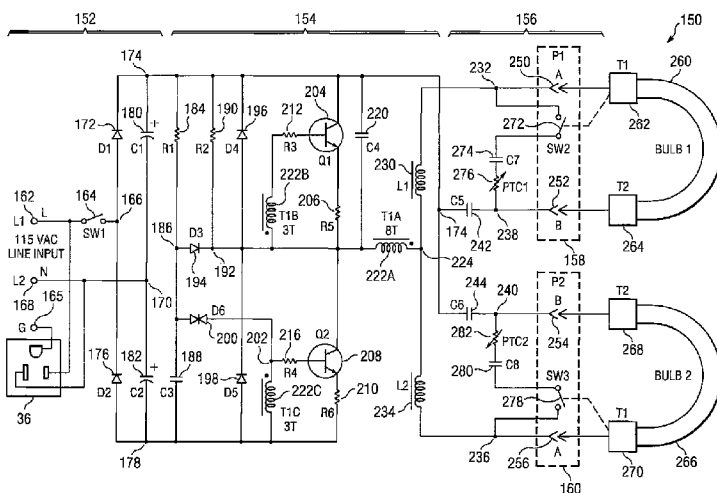 152 154 156 150
174 P1
232 250 A T1 260
172 180 + 184 190 196 212 204 220
D1 C1 R1 R2 D4 R3 Q1 C4
272 SW2 262
274 C7
276 PTC1
BULB 1
230 L1
222B
T1B 3T
206 R5
T1A 8T
222A
C5 242 174 238
252 B T2 264
158
162 164 166
L1 L SW1
115 VAC
LINE INPUT
186 D3 194 192
224
L2 N 170
168
165
G
36
244 C6 240 P2 B 254 T2 268
282 PTC2
C8
280
SW3
278
BULB 2
D6 200
202 216 R4 Q2 208
176 182 + 188 198 222C 210
D2 C2 C3 D5 T1C 3T R6
178
L2 234
236 256 A T1 270 266
160